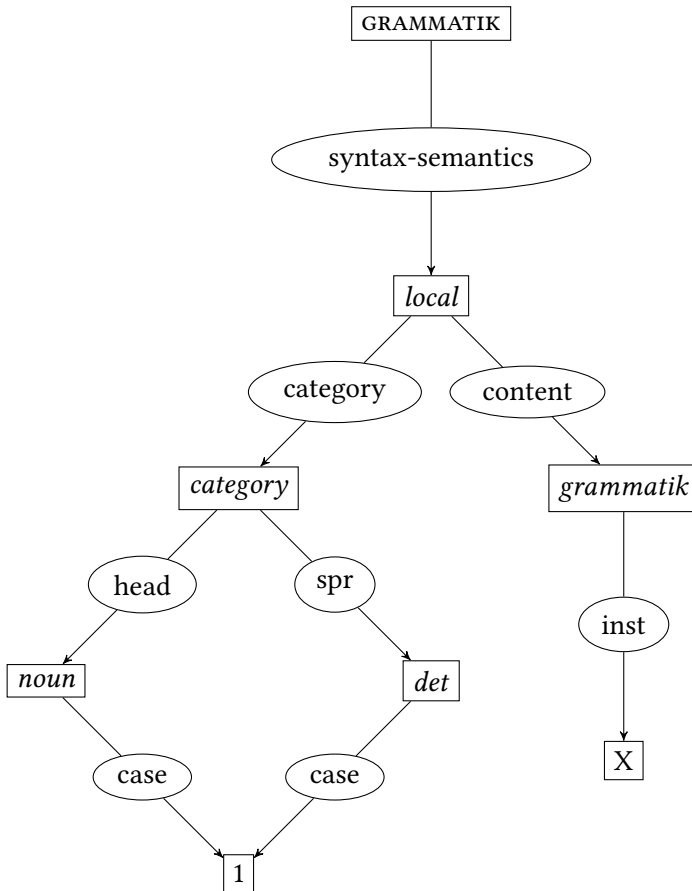 GRAMMATIK
syntax-semantics
local
category content
category grammatik
head spr
inst
noun det
case case
X
1